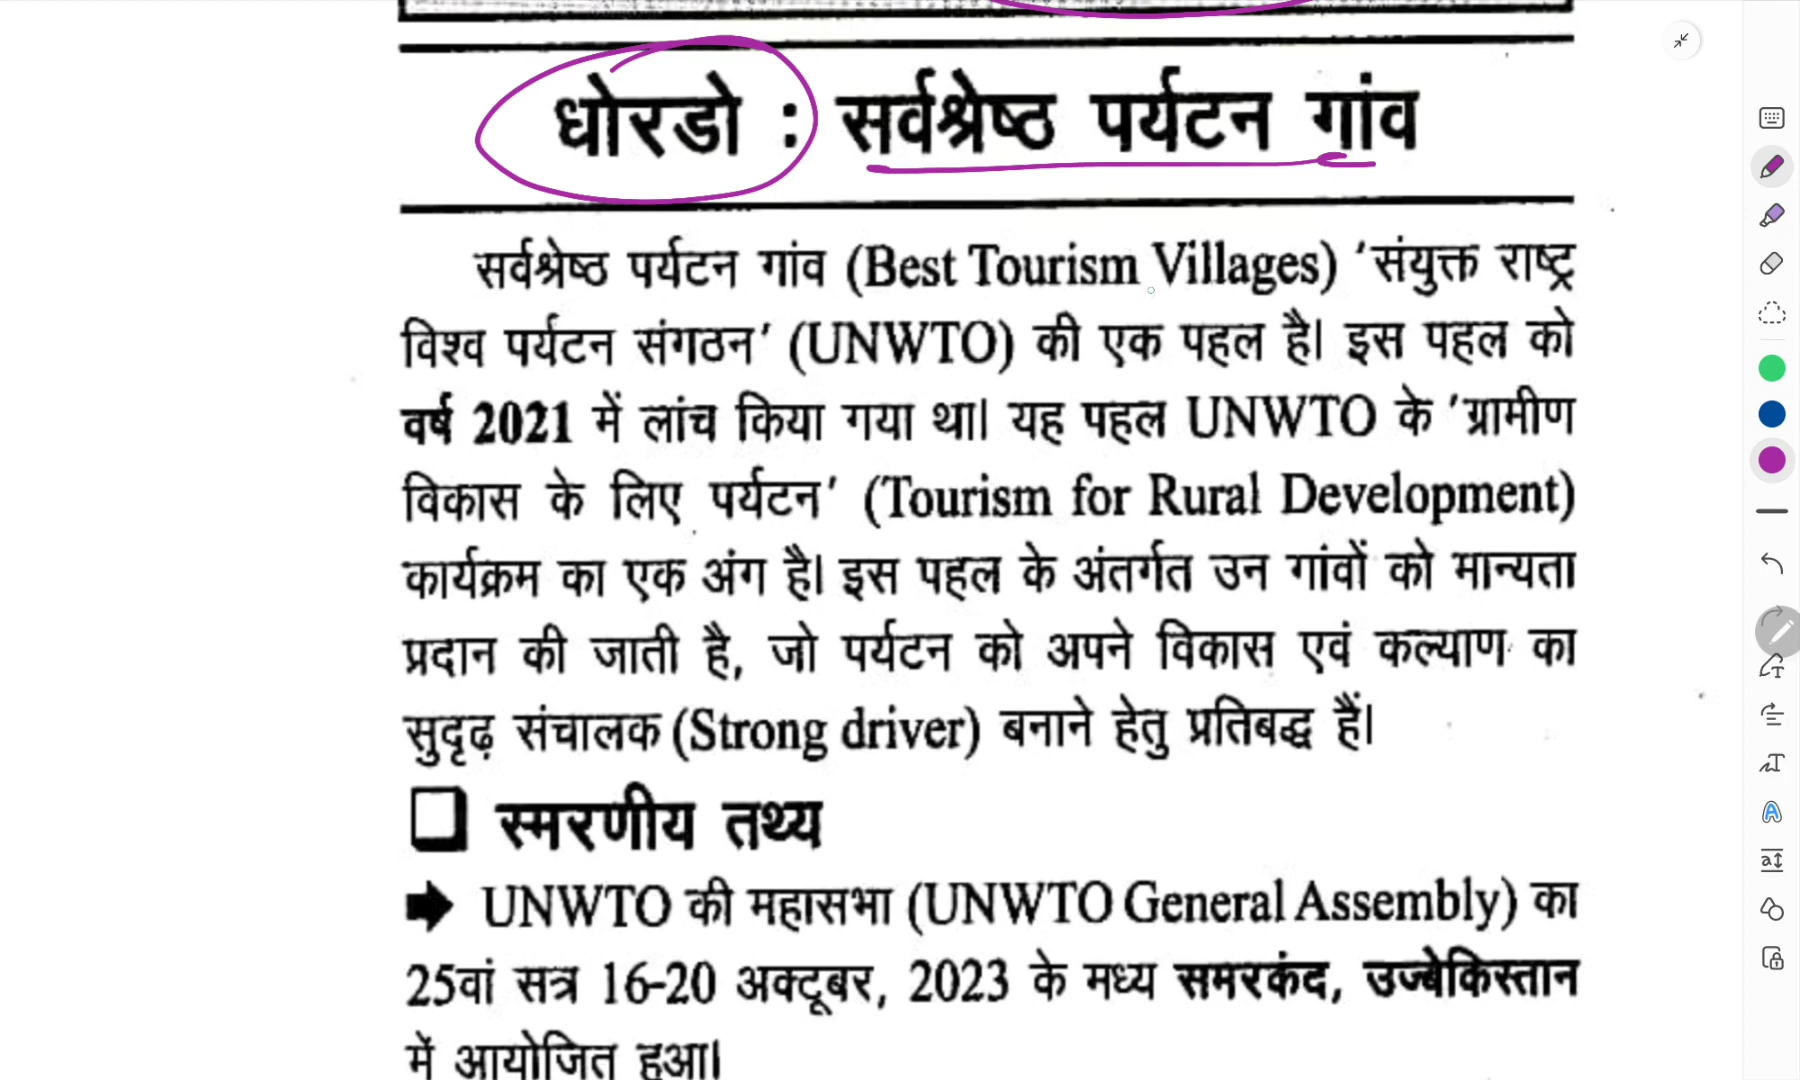 धोरडो : सर्वश्रेष्ठ पर्यटन गांव
सर्वश्रेष्ठ पर्यटन गांव (Best Tourism Villages) 'संयुक्त राष्ट्र
विश्व पर्यटन संगठन' (UNWTO) की एक पहल है। इस पहल को
वर्ष 2021 में लांच किया गया था। यह पहल UNWTO के 'ग्रामीण
विकास के लिए पर्यटन' (Tourism for Rural Development)
कार्यक्रम का एक अंग है। इस पहल के अंतर्गत उन गांवों को मान्यता
प्रदान की जाती है, जो पर्यटन को अपने विकास एवं कल्याण का
सुदृढ़ संचालक (Strong driver) बनाने हेतु प्रतिबद्ध हैं।
स्मरणीय तथ्य
UNWTO की महासभा (UNWTO General Assembly) का
25वां सत्र 16-20 अक्टूबर, 2023 के मध्य समरकंद, उज्बेकिस्तान
में आयोजित हुआ।